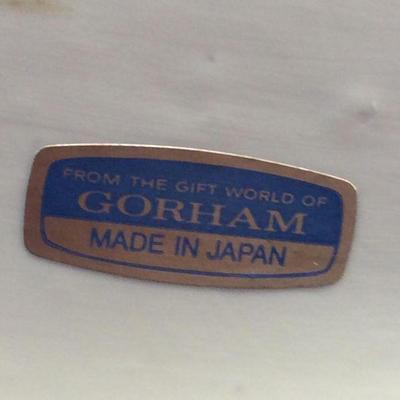 FROM THE GIFT WORLD OF
GORHAM
MADE IN JAPAN